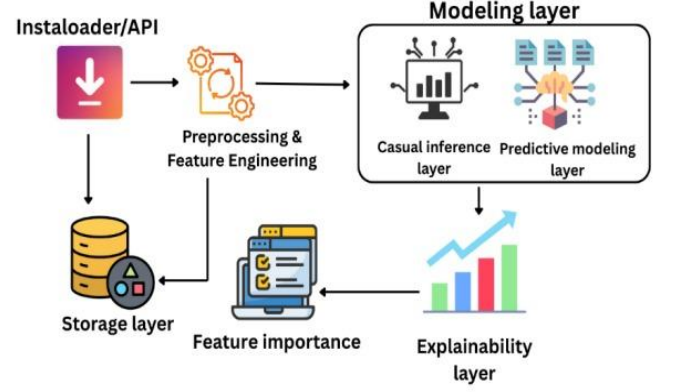 Modeling layer
Instaloader/API
Preprocessing &
Feature Engineering
Casual inference
layer
Predictive modeling
layer
Storage layer
Feature importance
Explainability
layer